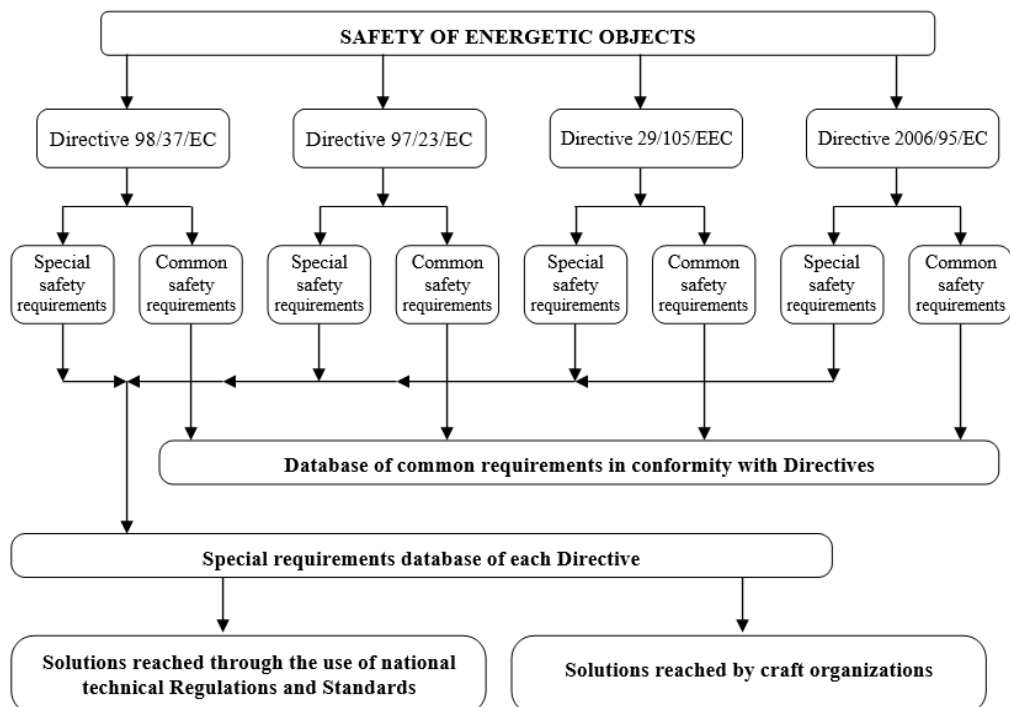 SAFETY OF ENERGETIC OBJECTS
Directive 98/37/EC
Directive 97/23/EC
Directive 29/105/EEC
Directive 2006/95/EC
Special
safety
requirements
Common
safety
requirements
Special
safety
requirements
Common
safety
requirements
Special
safety
requirements
Common
safety
requirements
Special
safety
requirements
Common
safety
requirements
Database of common requirements in conformity with Directives
Special requirements database of each Directive
Solutions reached through the use of national
technical Regulations and Standards
Solutions reached by craft organizations